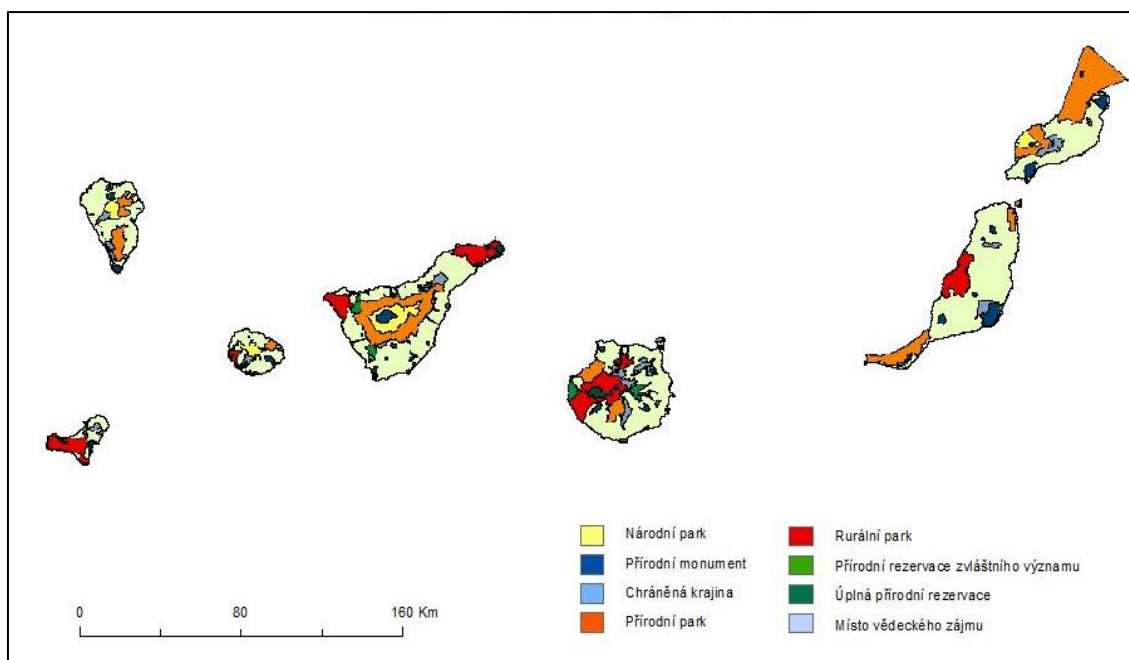 Národní park
Přírodní monument
Chráněná krajina
Přírodní park
Rurální park
Přírodní rezervace zvláštního významu
Úplná přírodní rezervace
Místo vědeckého zájmu
0 80 160 Km